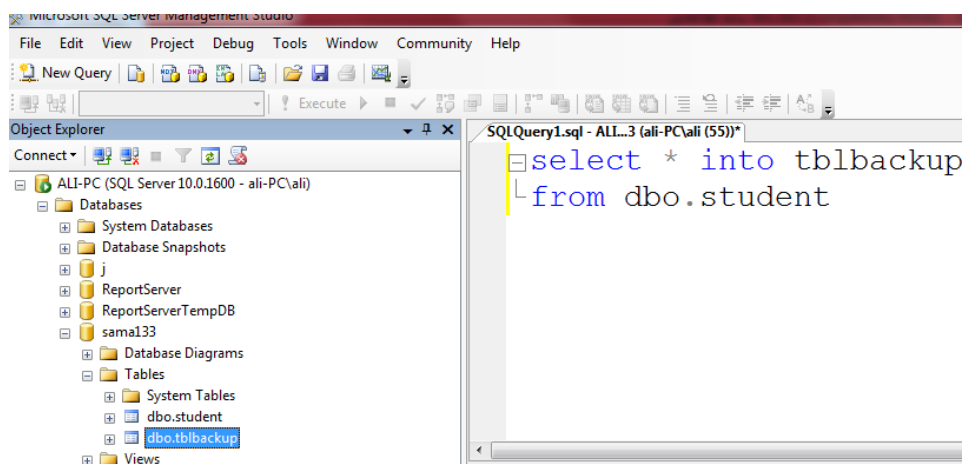 Microsoft SQL Server Management Studio
File Edit View Project Debug Tools Window Community Help
New Query
Execute
Object Explorer
SQLQuery1.sql - ALI...3 (ali-PC\ali (55))*
Connect
select * into tblbackup
from dbo.student
ALI-PC (SQL Server 10.0.1600 - ali-PC\ali)
Databases
System Databases
Database Snapshots
j
ReportServer
ReportServerTempDB
sama133
Database Diagrams
Tables
System Tables
dbo.student
dbo.tblbackup
Views